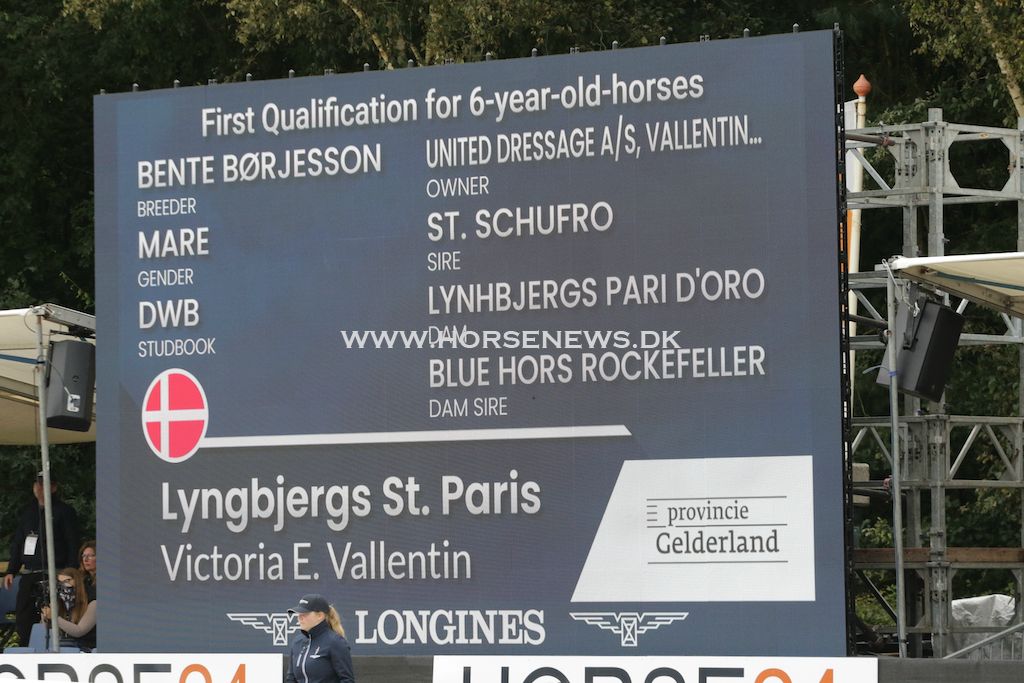 First Qualification for 6-year-old-horses
BENTE BØRJESSON
BREEDER
MARE
GENDER
DWB
STUDBOOK
UNITED DRESSAGE A/S, VALLENTIN...
OWNER
ST. SCHUFRO
SIRE
LYNHBJERGS PARI D'ORO
DAM
BLUE HORS ROCKEFELLER
DAM SIRE
WWW.HORSENEWS.DK
Lyngbjergs St. Paris
Victoria E. Vallentin
provincie
Gelderland
LONGINES
HORSE24